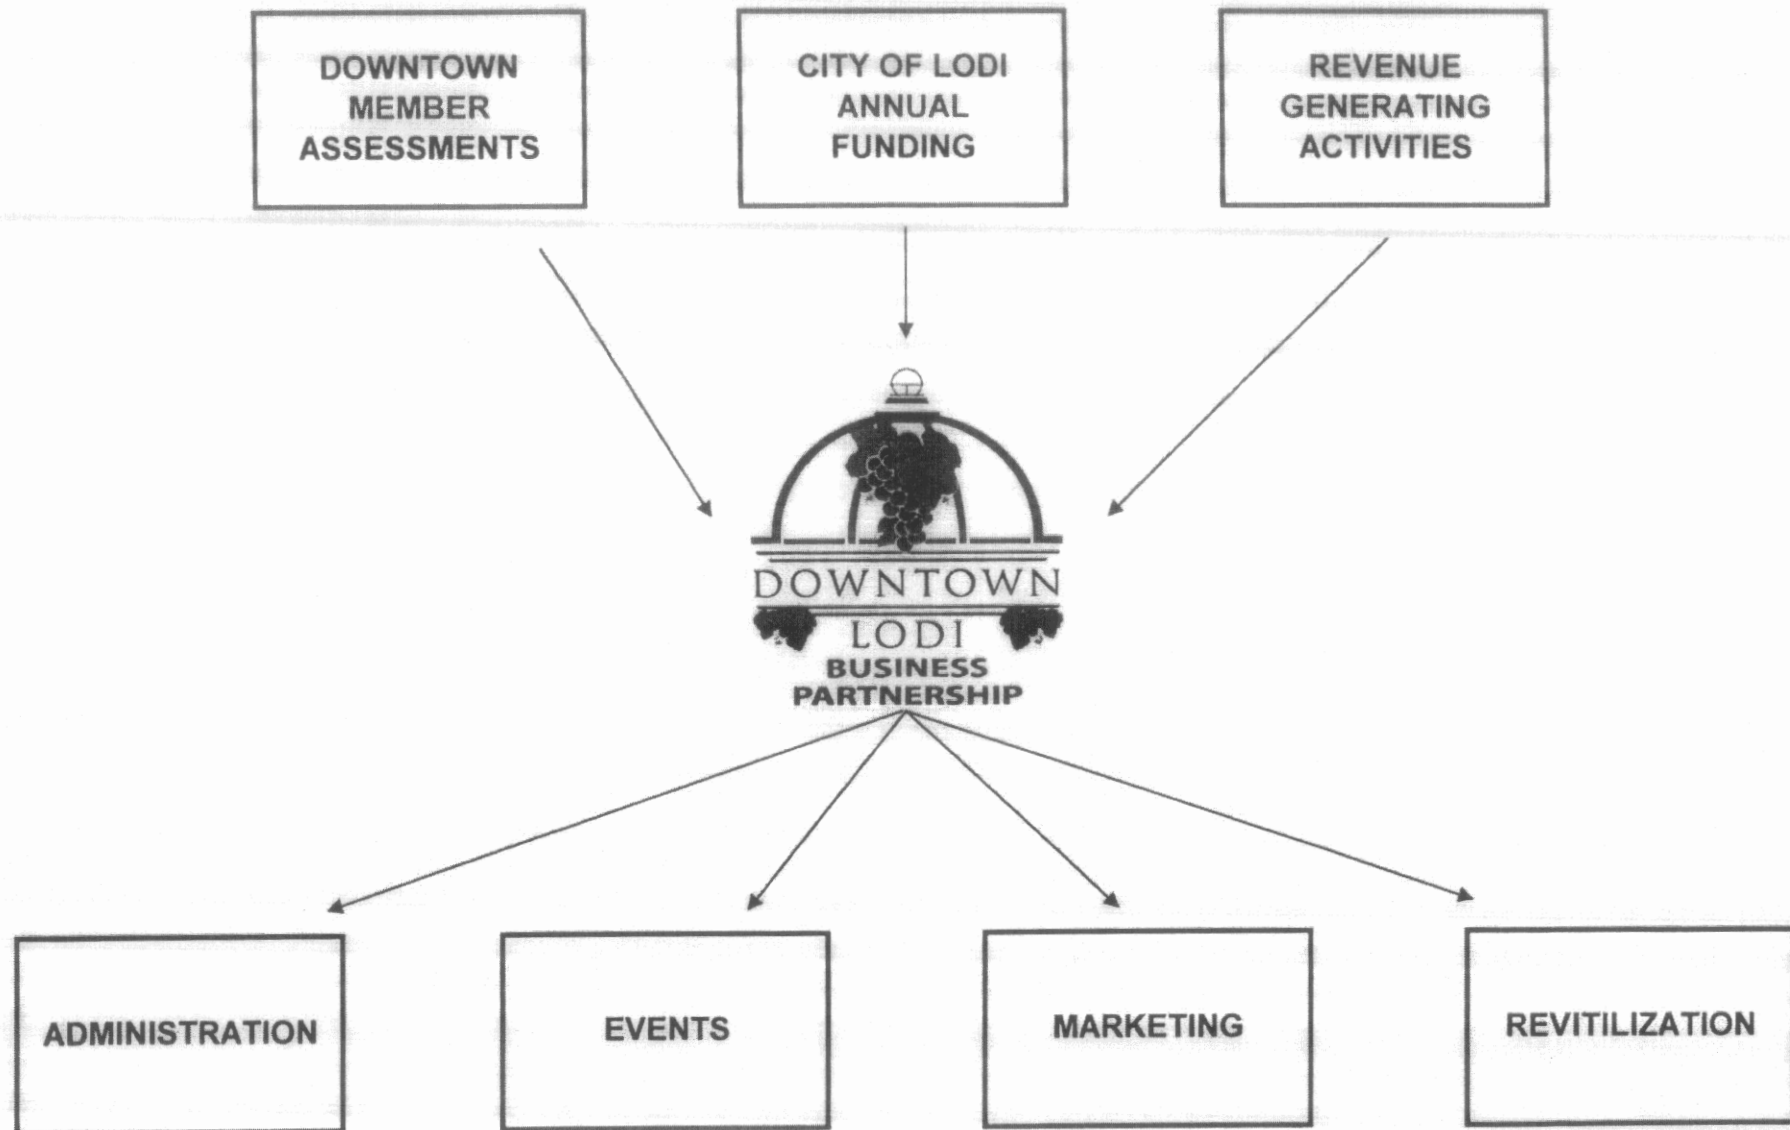 DOWNTOWN
MEMBER
ASSESSMENTS
CITY OF LODI
ANNUAL
FUNDING
REVENUE
GENERATING
ACTIVITIES
DOWNTOWN
LODI
BUSINESS
PARTNERSHIP
ADMINISTRATION
EVENTS
MARKETING
REVITILIZATION